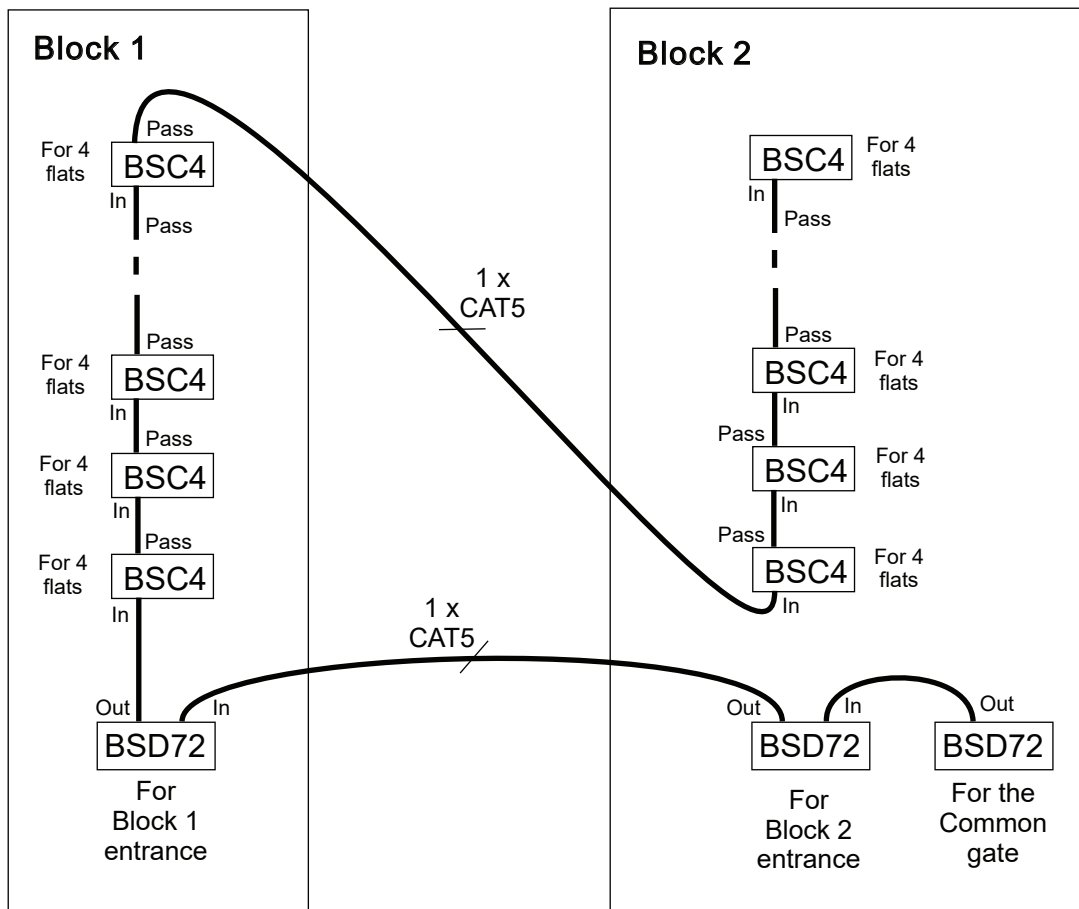 Block 1
Pass
For 4
flats
BSC4
In
Pass
Pass
For 4
flats
BSC4
In
Pass
For 4
flats
BSC4
In
Pass
For 4
flats
BSC4
In
Out
In
BSD72
For
Block 1
entrance
1 x
CAT5
1 x
CAT5
Block 2
BSC4
For 4
flats
In
Pass
Pass
BSC4
For 4
flats
In
Pass
BSC4
For 4
flats
In
Pass
BSC4
For 4
flats
In
Out
In
Out
BSD72
BSD72
For
Block 2
entrance
For the
Common
gate